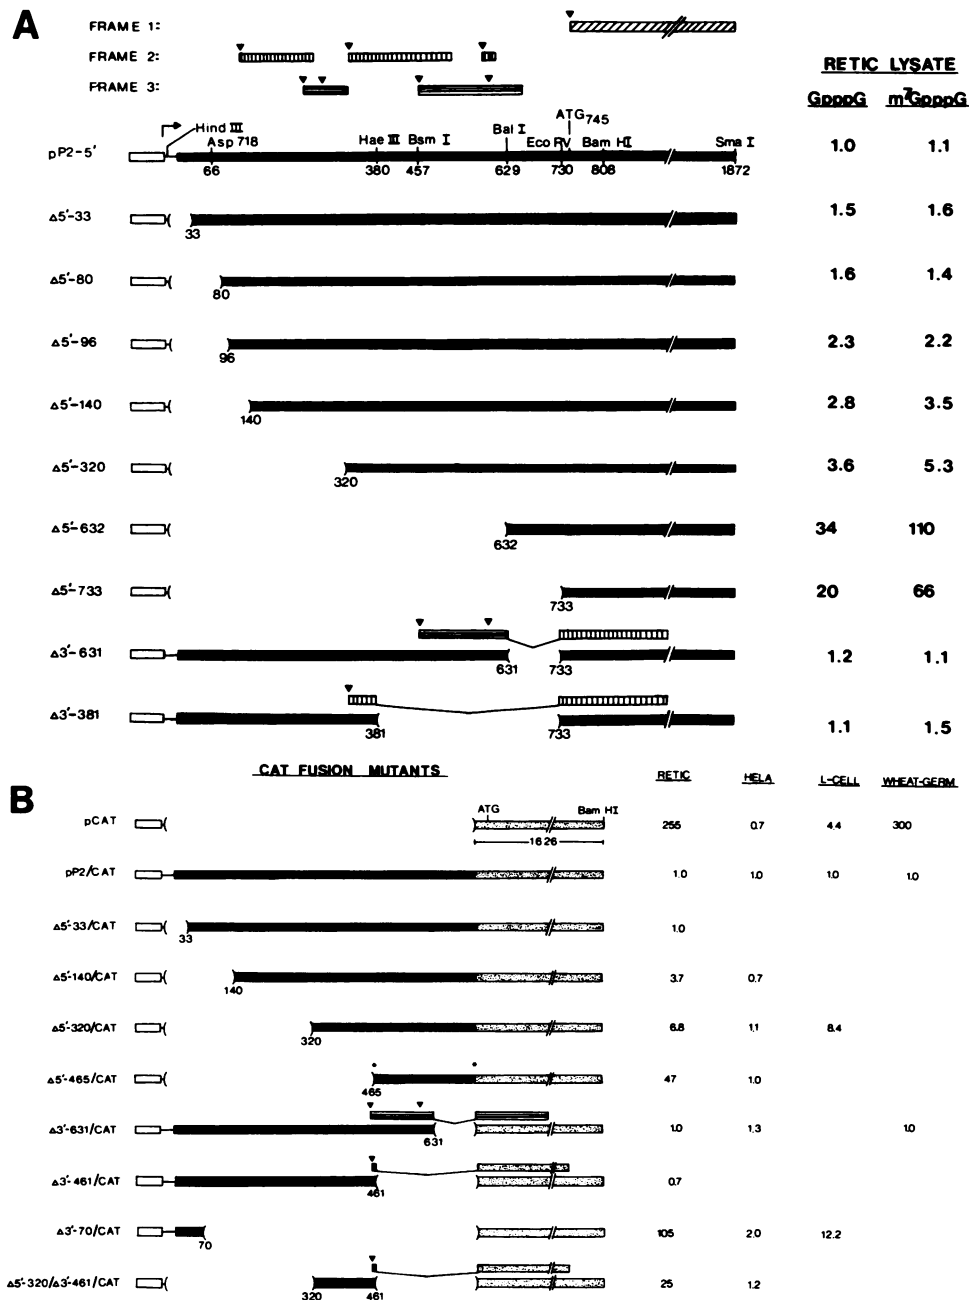 A
FRAME 1:
FRAME 2:
FRAME 3:
RETIC LYSATE
GpppG m7GpppG
ATG745
Hind III
Asp 718 Hae III Bsm I Bal I Eco RV Bam HI Sma I
pP2-5' 1.0 1.1
66 380 457 629 730 808 1872
Δ5'-33 1.5 1.6
33
Δ5'-80 1.6 1.4
80
Δ5'-96 2.3 2.2
96
Δ5'-140 2.8 3.5
140
Δ5'-320 3.6 5.3
320
Δ5'-632 34 110
632
Δ5'-733 20 66
733
Δ3'-631 1.2 1.1
631 733
Δ3'-381 1.1 1.5
381 733
B
CAT FUSION MUTANTS RETIC HELA L-CELL WHEAT-GERM
ATG Bam HI
pCAT 255 0.7 4.4 300
1626
pP2/CAT 1.0 1.0 1.0 1.0
Δ5'-33/CAT 1.0
33
Δ5'-140/CAT 3.7 0.7
140
Δ5'-320/CAT 6.8 1.1 8.4
320
Δ5'-465/CAT 47 1.0
465
Δ3'-631/CAT 1.0 1.3 1.0
631
Δ3'-461/CAT 0.7
461
Δ3'-70/CAT 105 2.0 12.2
70
Δ5'-320/Δ3'-461/CAT 25 1.2
320 461